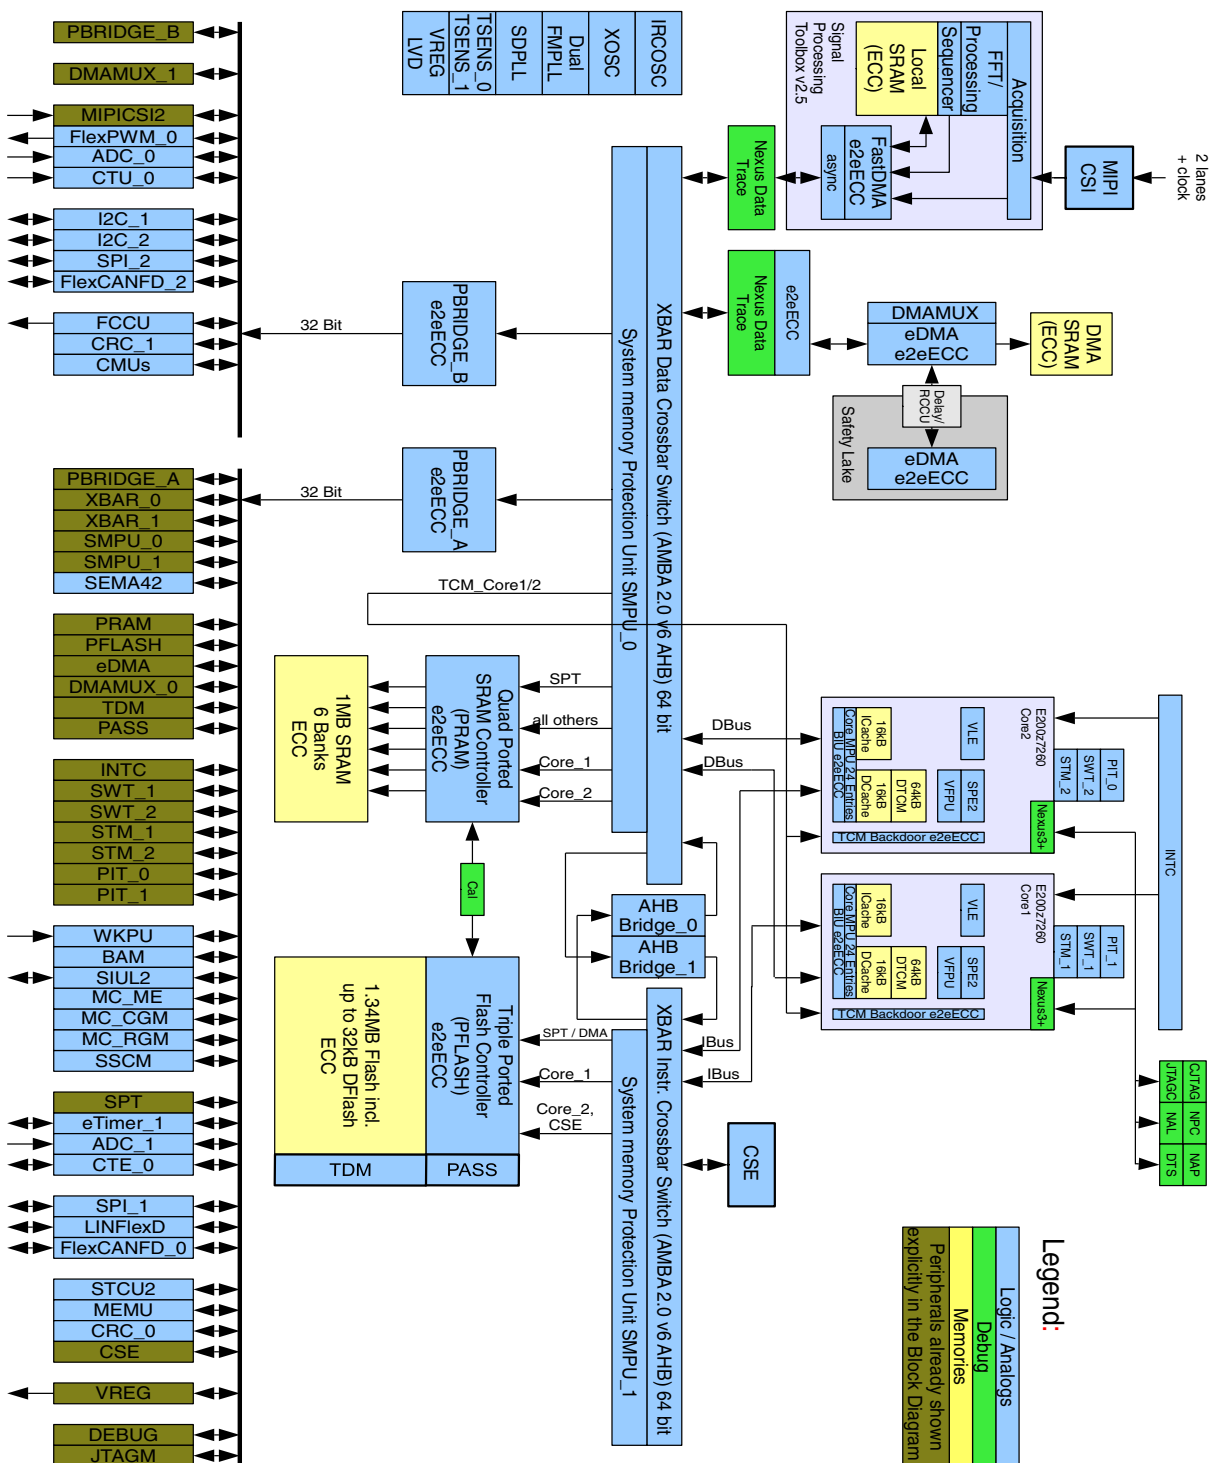 PBRIDGE_B
DMAMUX_1
MIPICSI2
FlexPWM_0
ADC_0
CTU_0
I2C_1
I2C_2
SPI_2
FlexCANFD_2
FCCU
CRC_1
CMUs
PBRIDGE_A
XBAR_0
XBAR_1
SMPU_0
SMPU_1
SEMA42
PRAM
PFLASH
eDMA
DMAMUX_0
TDM
PASS
INTC
SWT_1
SWT_2
STM_1
STM_2
PIT_0
PIT_1
WKPU
BAM
SIUL2
MC_ME
MC_CGM
MC_RGM
SSCM
SPT
eTimer_1
ADC_1
CTE_0
SPI_1
LINFlexD
FlexCANFD_0
STCU2
MEMU
CRC_0
CSE
VREG
DEBUG
JTAGM
IRCOSC
XOSC
Dual
FMPLL
SDPLL
TSENS_0
TSENS_1
VREG
LVD
2 lanes
+ clock
MIPI
CSI
Acquisition
FFT/
Processing
Sequencer
Local
SRAM
(ECC)
Signal
Processing
Toolbox v2.5
FastDMA
e2eECC
async
Nexus Data
Trace
DMA
SRAM
(ECC)
DMAMUX
eDMA
e2eECC
Delay/
RCCU
eDMA
e2eECC
Safety Lake
e2eECC
Nexus Data
Trace
XBAR Data Crossbar Switch (AMBA 2.0 v6 AHB) 64 bit
System memory Protection Unit SMPU_0
PBRIDGE_B
e2eECC
32 Bit
PBRIDGE_A
e2eECC
32 Bit
TCM_Core1/2
SPT
all others
Core_1
Core_2
Quad Ported
SRAM Controller
(PRAM)
e2eECC
1MB SRAM
6 Banks
ECC
Cal
DBus
DBus
AHB
Bridge_0
AHB
Bridge_1
INTC
E200z7260
Core2
PIT_0
SWT_2
STM_2
Nexus3+
VLE
SPE2
VFPU
64kB
DTCM
16kB
ICache
16kB
DCache
Core MPU 24 Entries
BIU e2eECC
TCM Backdoor e2eECC
E200z7260
Core1
PIT_1
SWT_1
STM_1
Nexus3+
VLE
SPE2
VFPU
64kB
DTCM
16kB
ICache
16kB
DCache
Core MPU 24 Entries
BIU e2eECC
TCM Backdoor e2eECC
CJTAG
NPC
NAP
JTAGC
NAL
DTS
IBus
IBus
CSE
XBAR Instr. Crossbar Switch (AMBA 2.0 v6 AHB) 64 bit
System memory Protection Unit SMPU_1
SPT / DMA
Core_1
Core_2,
CSE
Triple Ported
Flash Controller
(PFLASH)
e2eECC
PASS
1.34MB Flash incl.
up to 32kB DFlash
ECC
TDM
Legend:
Logic / Analogs
Debug
Memories
Peripherals already shown
explicitly in the Block Diagram